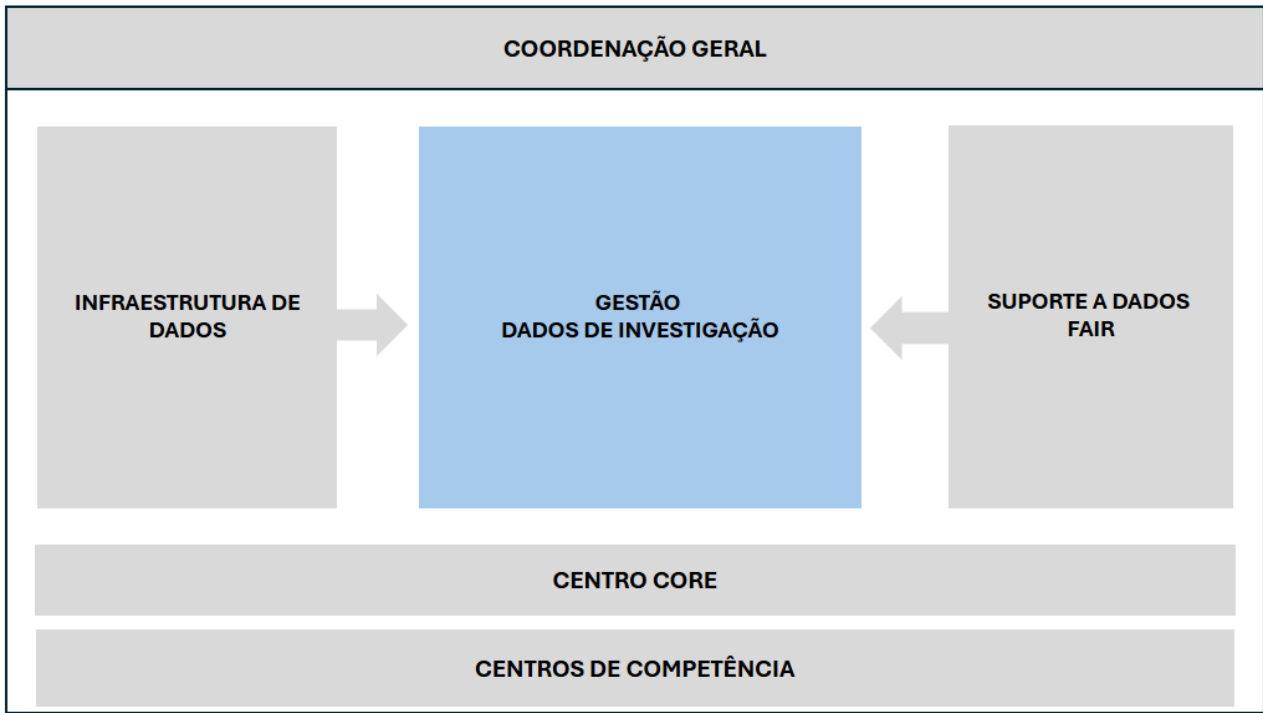 COORDENAÇÃO GERAL
INFRAESTRUTURA DE
DADOS
GESTÃO
DADOS DE INVESTIGAÇÃO
SUPORTE A DADOS
FAIR
CENTRO CORE
CENTROS DE COMPETÊNCIA